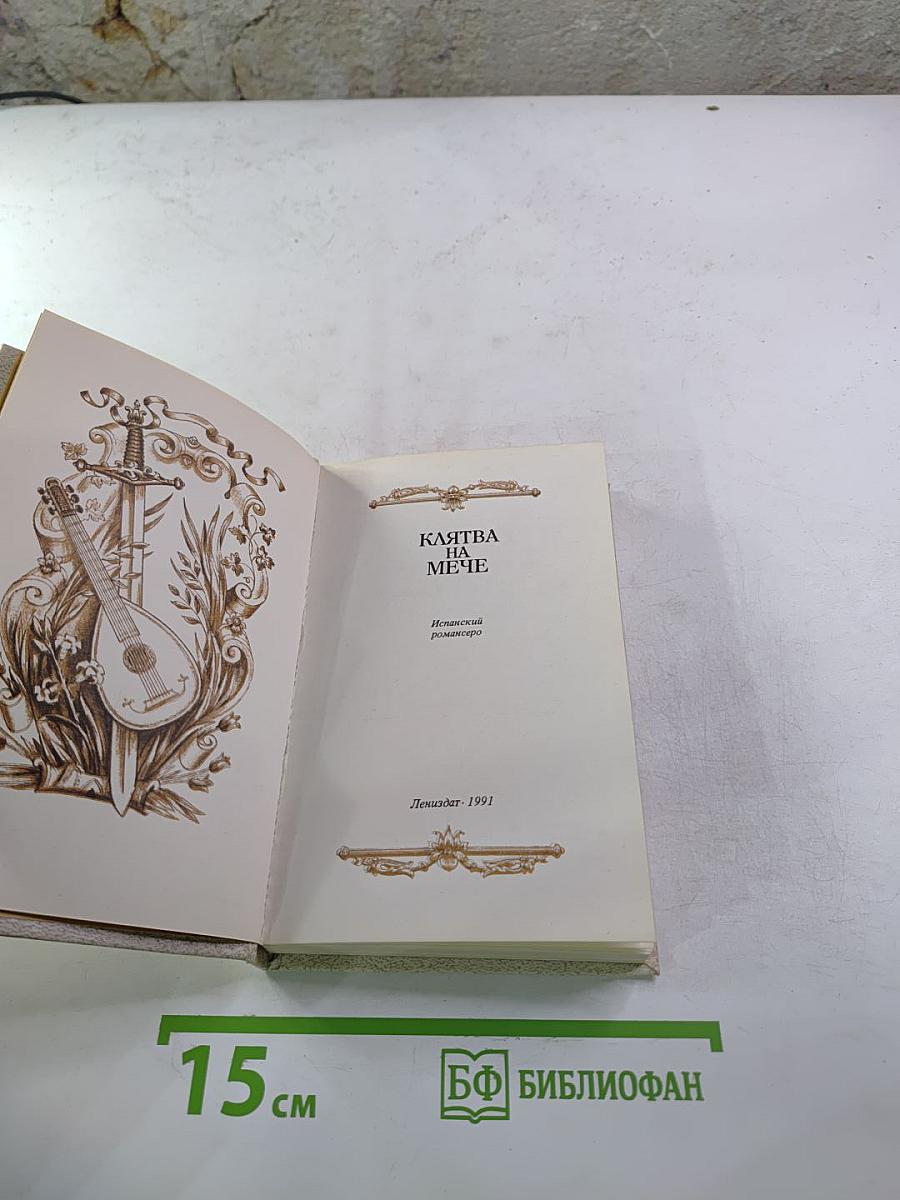 КЛЯТВА
НА
МЕЧЕ
Испанский
романсеро
Лениздат · 1991
15 см
БФ БИБЛИОФАН